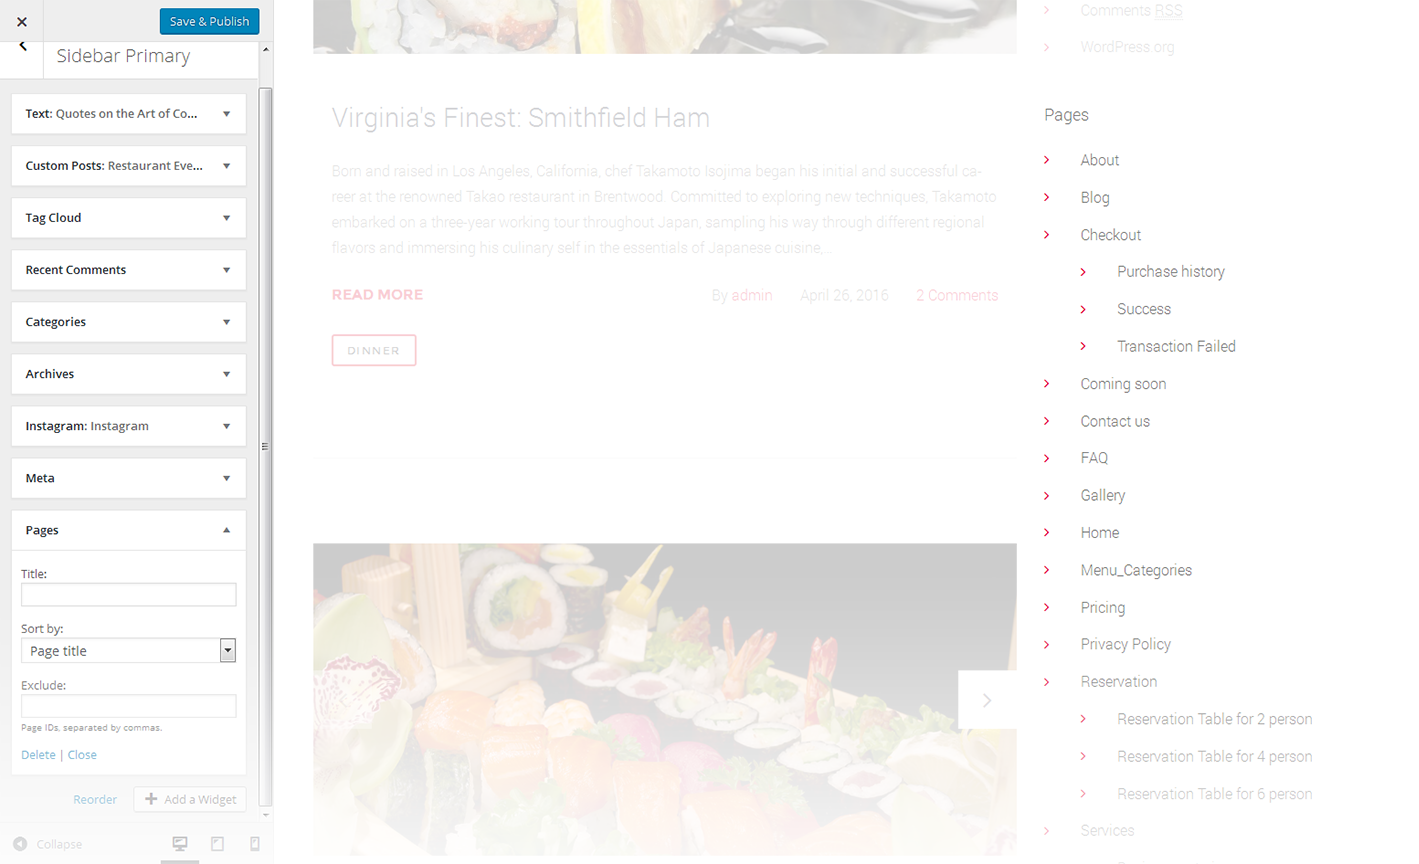 Save & Publish
Sidebar Primary
Text: Quotes on the Art of Co...
Custom Posts: Restaurant Eve...
Tag Cloud
Recent Comments
Categories
Archives
Instagram: Instagram
Meta
Pages
Title:
Sort by:
Page title
Exclude:
Page IDs, separated by commas.
Delete | Close
Reorder
Add a Widget
Collapse
Virginia's Finest: Smithfield Ham
Born and raised in Los Angeles, California, chef Takamoto Isojima began his initial and successful ca-
reer at the renowned Takao restaurant in Brentwood. Committed to exploring new techniques, Takamoto
embarked on a three-year working tour throughout Japan, sampling his way through different regional
flavors and immersing his culinary self in the essentials of Japanese cuisine,...
READ MORE
By admin April 26, 2016 2 Comments
DINNER
Comments RSS
WordPress.org
Pages
About
Blog
Checkout
Purchase history
Success
Transaction Failed
Coming soon
Contact us
FAQ
Gallery
Home
Menu_Categories
Pricing
Privacy Policy
Reservation
Reservation Table for 2 person
Reservation Table for 4 person
Reservation Table for 6 person
Services